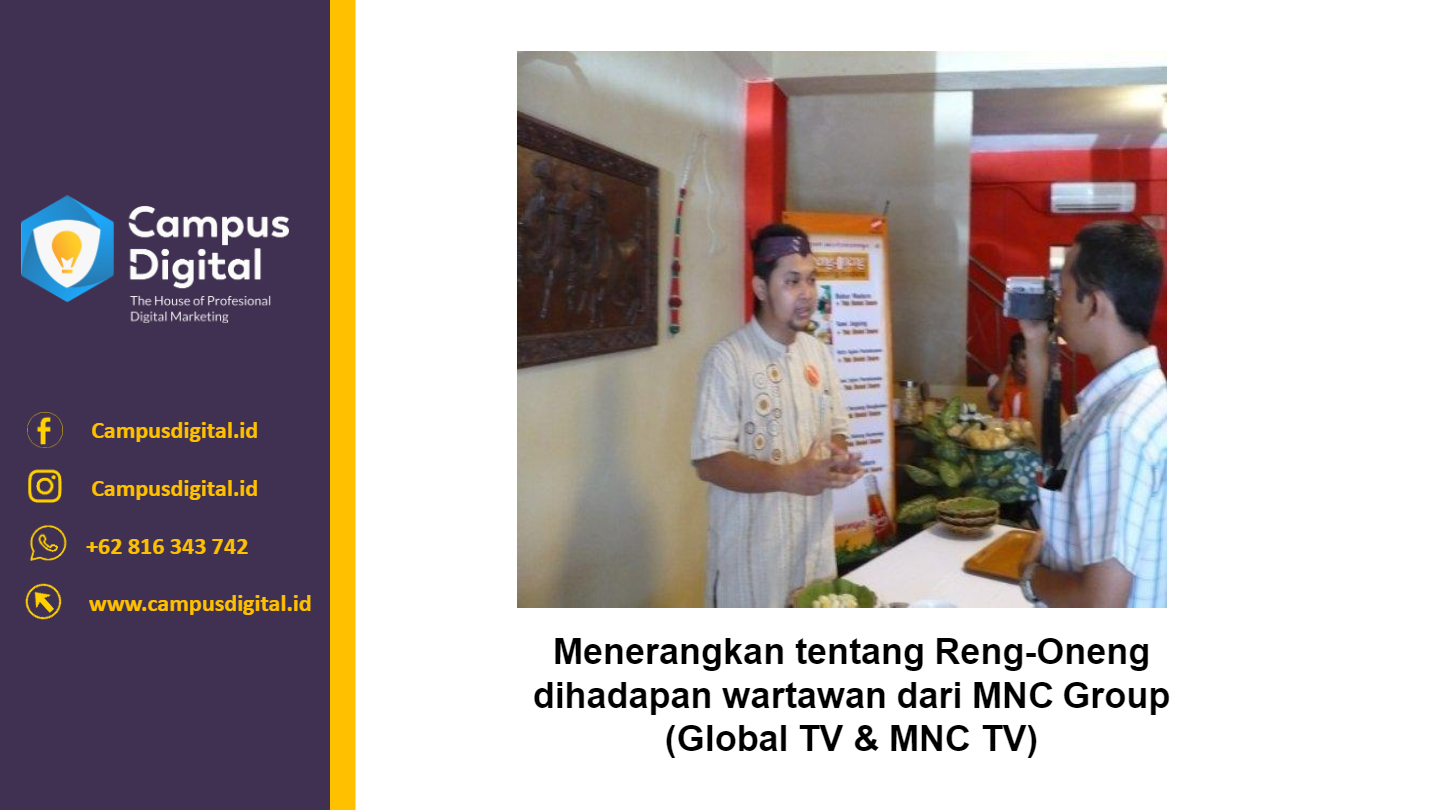 Campus
Digital
The House of Profesional
Digital Marketing
Campusdigital.id
Campusdigital.id
+62 816 343 742
www.campusdigital.id
Menerangkan tentang Reng-Oneng
dihadapan wartawan dari MNC Group
(Global TV & MNC TV)